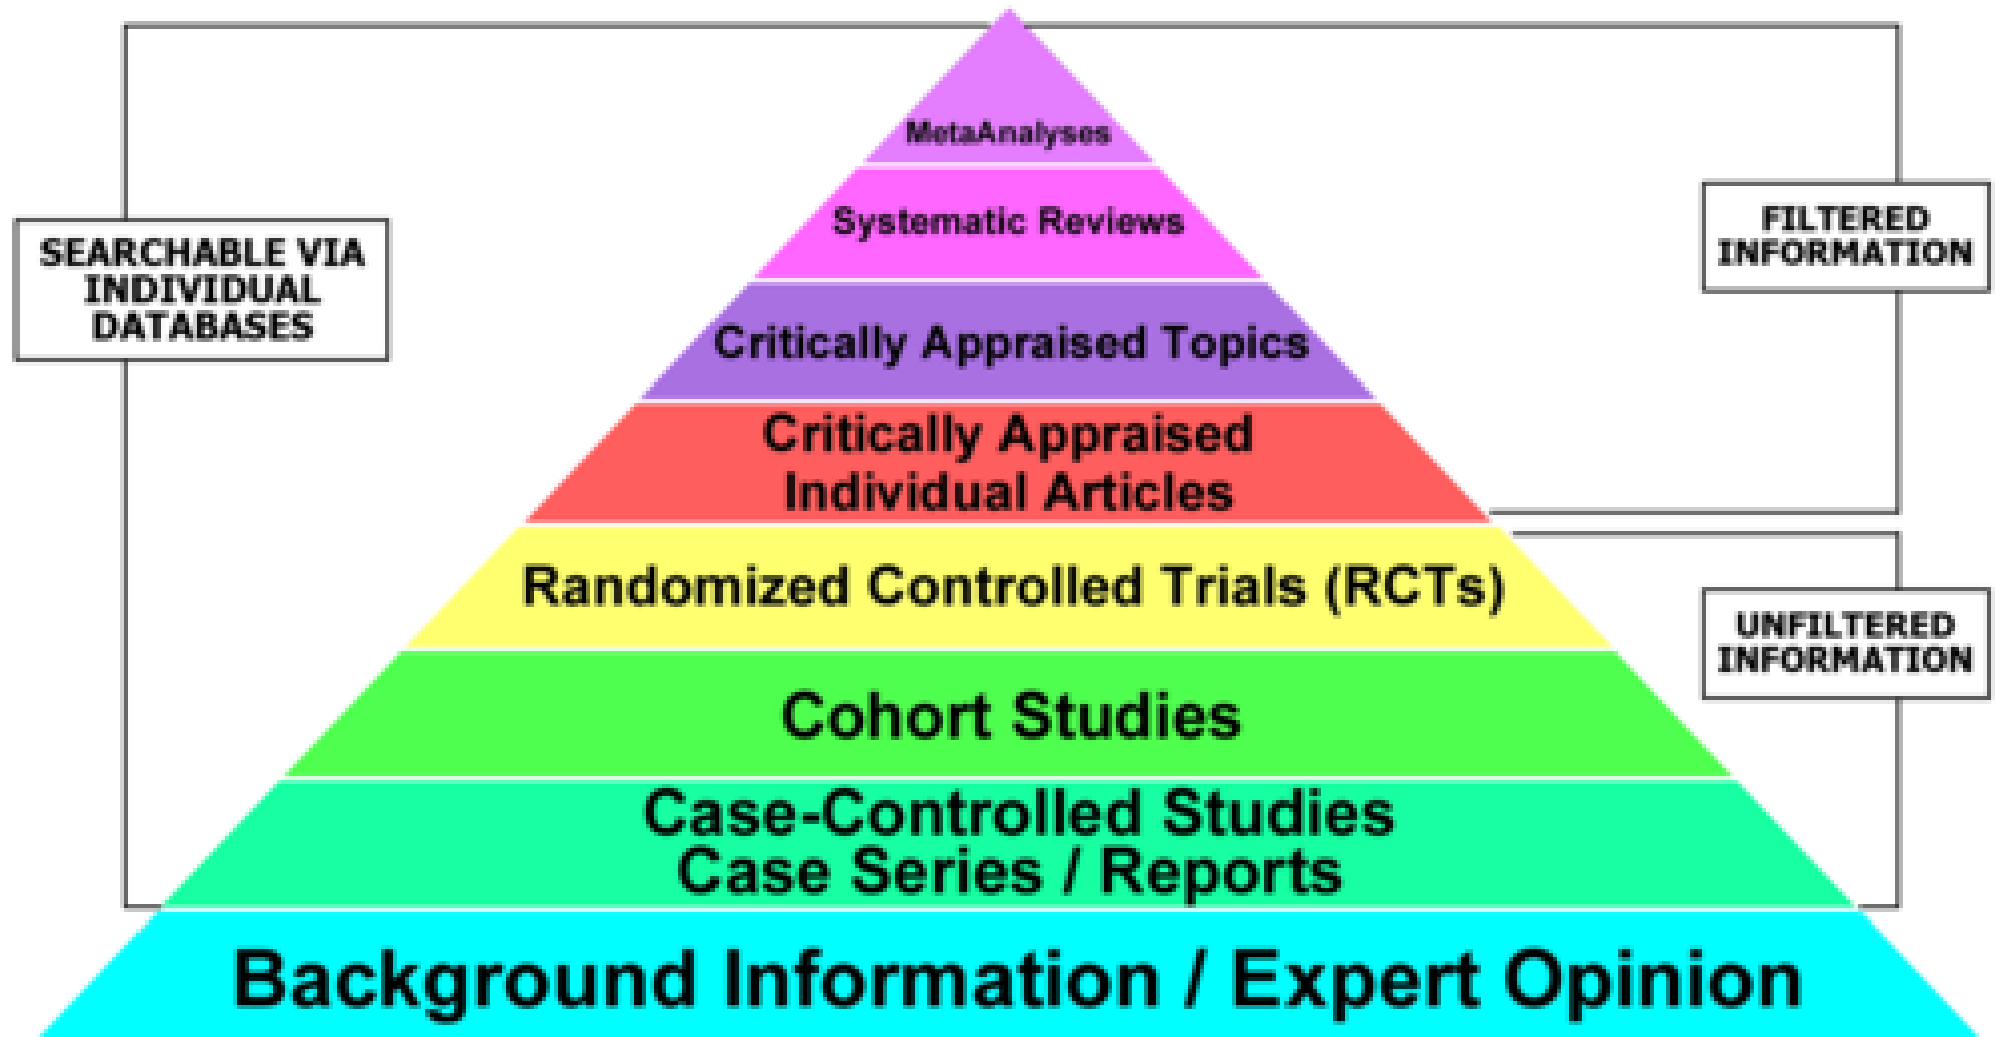 MetaAnalyses
Systematic Reviews
SEARCHABLE VIA
INDIVIDUAL
DATABASES
FILTERED
INFORMATION
Critically Appraised Topics
Critically Appraised
Individual Articles
Randomized Controlled Trials (RCTs)
UNFILTERED
INFORMATION
Cohort Studies
Case-Controlled Studies
Case Series / Reports
Background Information / Expert Opinion